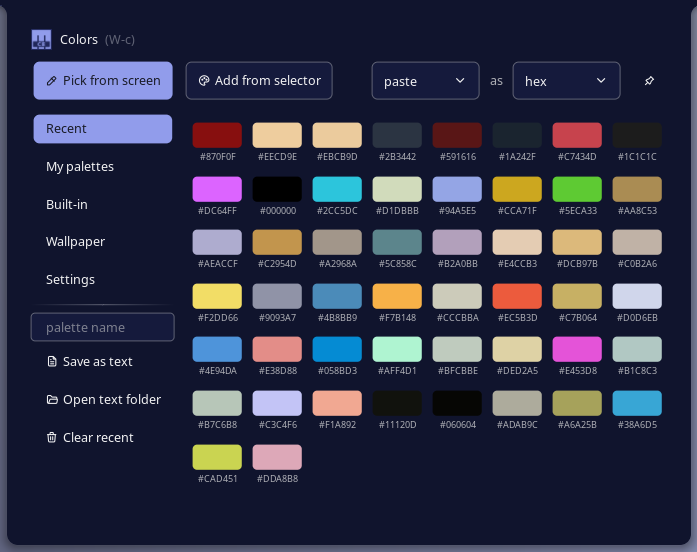 Colors (W-c)
Pick from screen Add from selector paste as hex
Recent
My palettes
Built-in
Wallpaper
Settings
palette name
Save as text
Open text folder
Clear recent
#870F0F #EECD9E #EBCB9D #2B3442 #591616 #1A242F #C7434D #1C1C1C
#DC64FF #000000 #2CC5DC #D1DBBB #94A5E5 #CCA71F #5ECA33 #AA8C53
#AEACCF #C2954D #A2968A #5C858C #B2A0BB #E4CCB3 #DCB97B #C0B2A6
#F2DD66 #9093A7 #4B8BB9 #F7B148 #CCCBBA #EC5B3D #C7B064 #D0D6EB
#4E94DA #E38D88 #058BD3 #AFF4D1 #BFCBBE #DED2A5 #E453D8 #B1C8C3
#B7C6B8 #C3C4F6 #F1A892 #11120D #060604 #ADAB9C #A6A25B #38A6D5
#CAD451 #DDA8B8